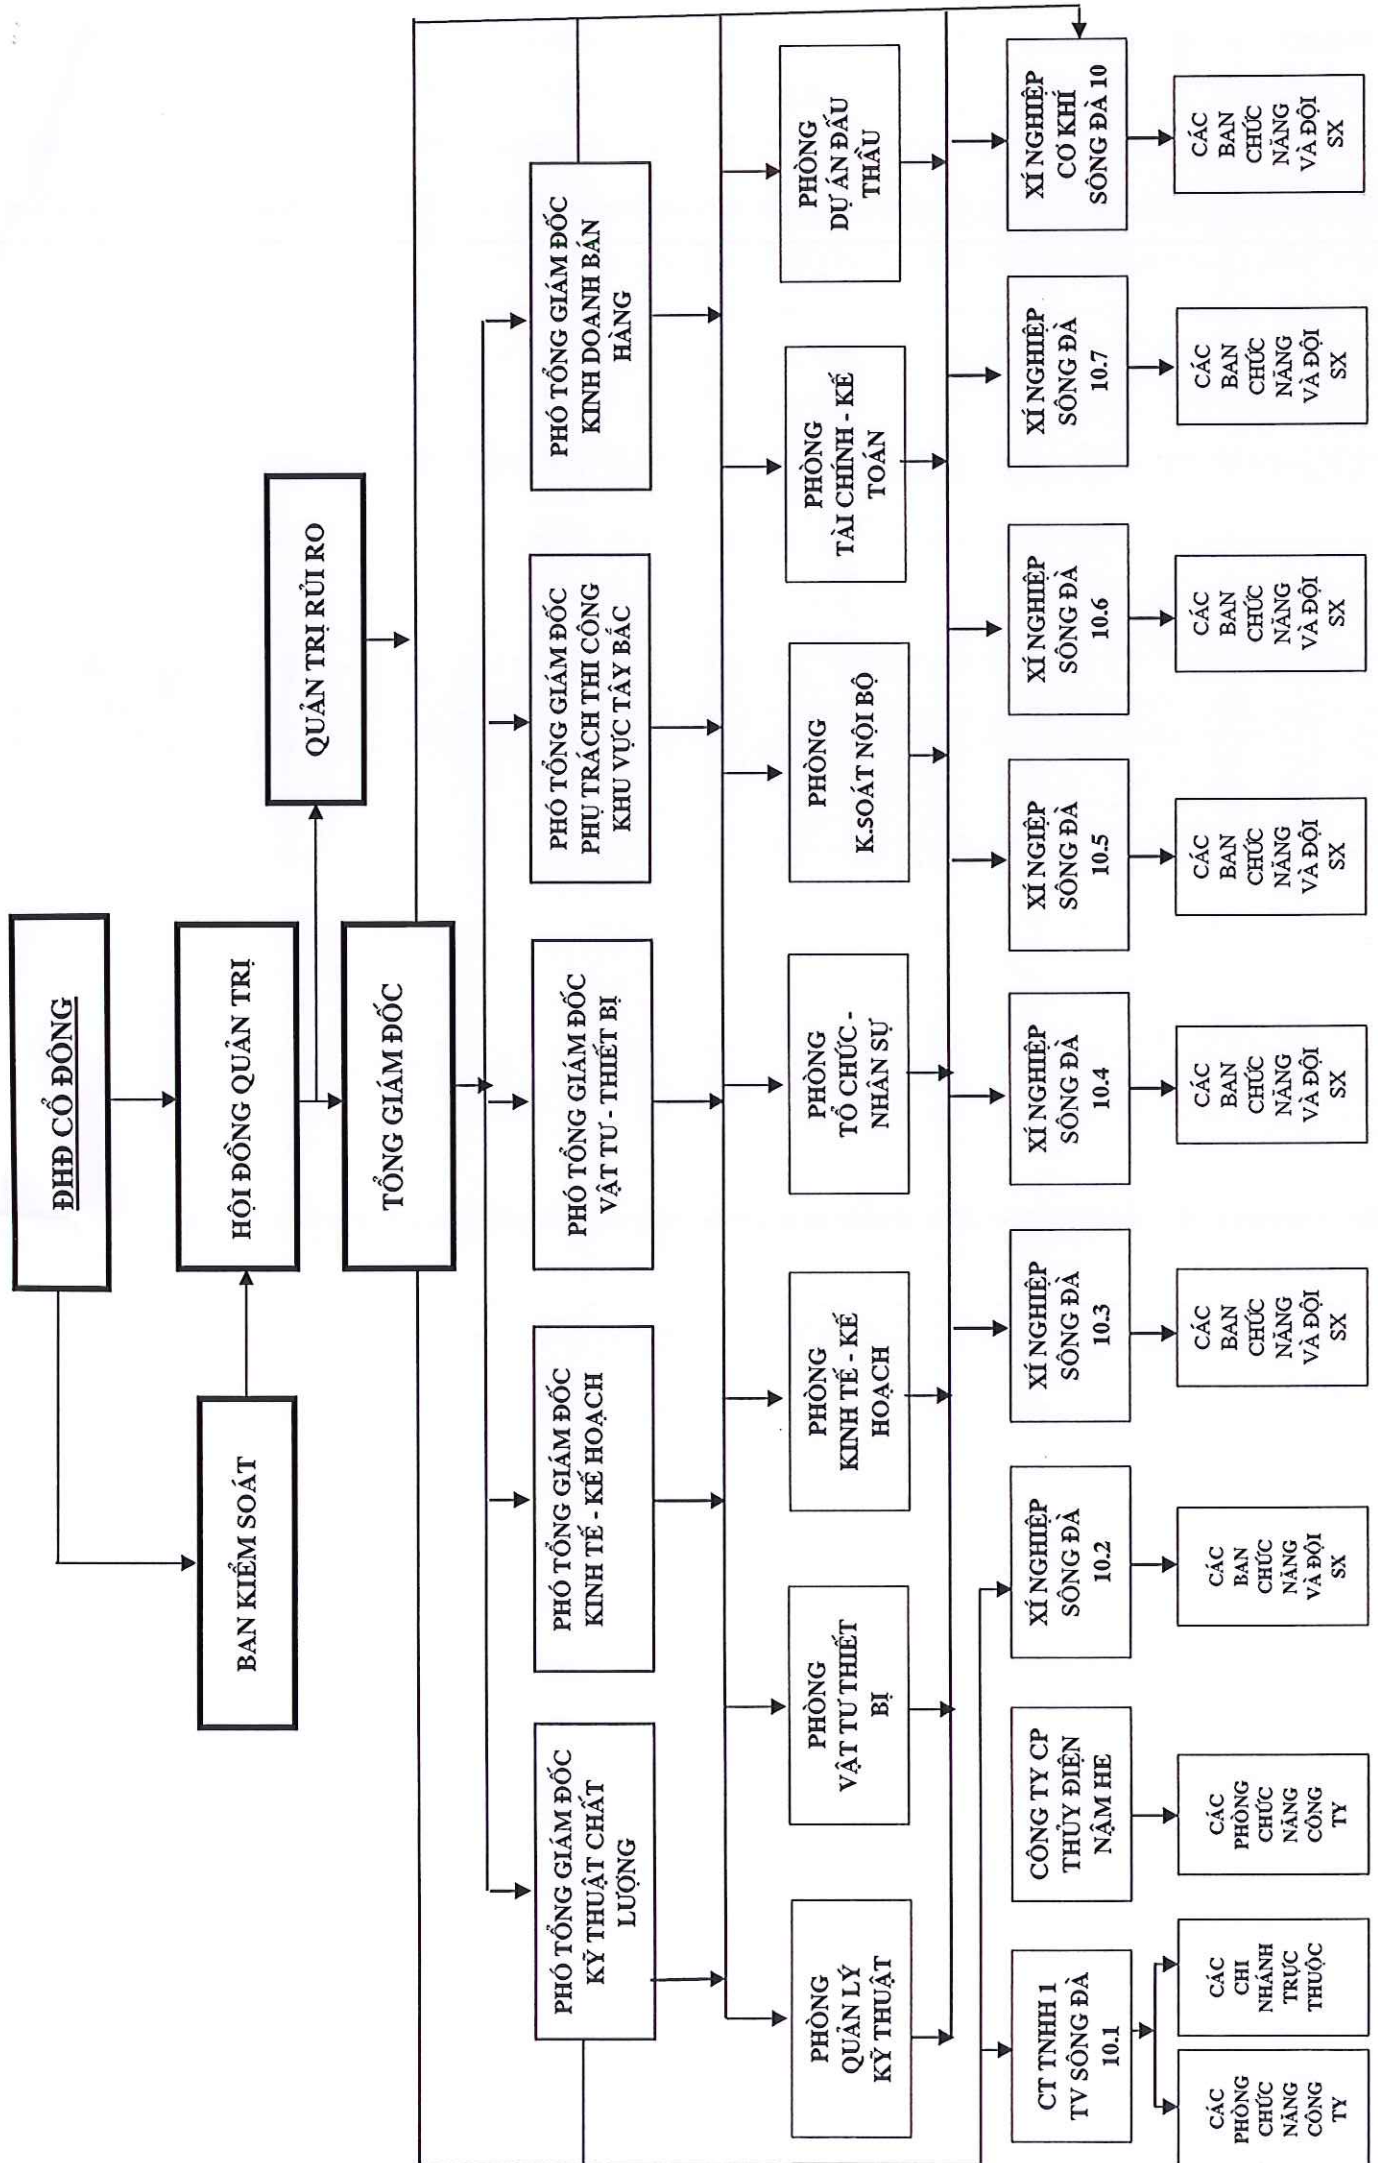 ĐHĐ CỔ ĐÔNG
BAN KIỂM SOÁT
HỘI ĐỒNG QUẢN TRỊ
QUẢN TRỊ RỦI RO
TỔNG GIÁM ĐỐC
PHÓ TỔNG GIÁM ĐỐC
KỸ THUẬT CHẤT
LƯỢNG
PHÓ TỔNG GIÁM ĐỐC
KINH TẾ - KẾ HOẠCH
PHÓ TỔNG GIÁM ĐỐC
VẬT TƯ - THIẾT BỊ
PHÓ TỔNG GIÁM ĐỐC
PHỤ TRÁCH THI CÔNG
KHU VỰC TÂY BẮC
PHÓ TỔNG GIÁM ĐỐC
KINH DOANH BÁN
HÀNG
PHÒNG
QUẢN LÝ
KỸ THUẬT
PHÒNG
VẬT TƯ THIẾT
BỊ
PHÒNG
KINH TẾ - KẾ
HOẠCH
PHÒNG
TỔ CHỨC -
NHÂN SỰ
PHÒNG
K.SOÁT NỘI BỘ
PHÒNG
TÀI CHÍNH - KẾ
TOÁN
PHÒNG
DỰ ÁN ĐẤU
THẦU
CT TNHH 1
TV SÔNG ĐÀ
10.1
CÔNG TY CP
THỦY ĐIỆN
NẬM HE
XÍ NGHIỆP
SÔNG ĐÀ
10.2
XÍ NGHIỆP
SÔNG ĐÀ
10.3
XÍ NGHIỆP
SÔNG ĐÀ
10.4
XÍ NGIỆP
SÔNG ĐÀ
10.5
XÍ NGHIỆP
SÔNG ĐÀ
10.6
XÍ NGHIỆP
SÔNG ĐÀ
10.7
XÍ NGHIỆP
CƠ KHÍ
SÔNG ĐÀ 10
CÁC
PHÒNG
CHỨC
NĂNG
CÔNG
TY
CÁC
CHI
NHÁNH
TRỰC
THUỘC
CÁC
PHÒNG
CHỨC
NĂNG
CÔNG
TY
CÁC
BAN
CHỨC
NĂNG
VÀ ĐỘI
SX
CÁC
BAN
CHỨC
NĂNG
VÀ ĐỘI
SX
CÁC
BAN
CHỨC
NĂNG
VÀ ĐỘI
SX
CÁC
BAN
CHỨC
NĂNG
VÀ ĐỘI
SX
CÁC
BAN
CHỨC
NĂNG
VÀ ĐỘI
SX
CÁC
BAN
CHỨC
NĂNG
VÀ ĐỘI
SX
CÁC
BAN
CHỨC
NĂNG
VÀ ĐỘI
SX